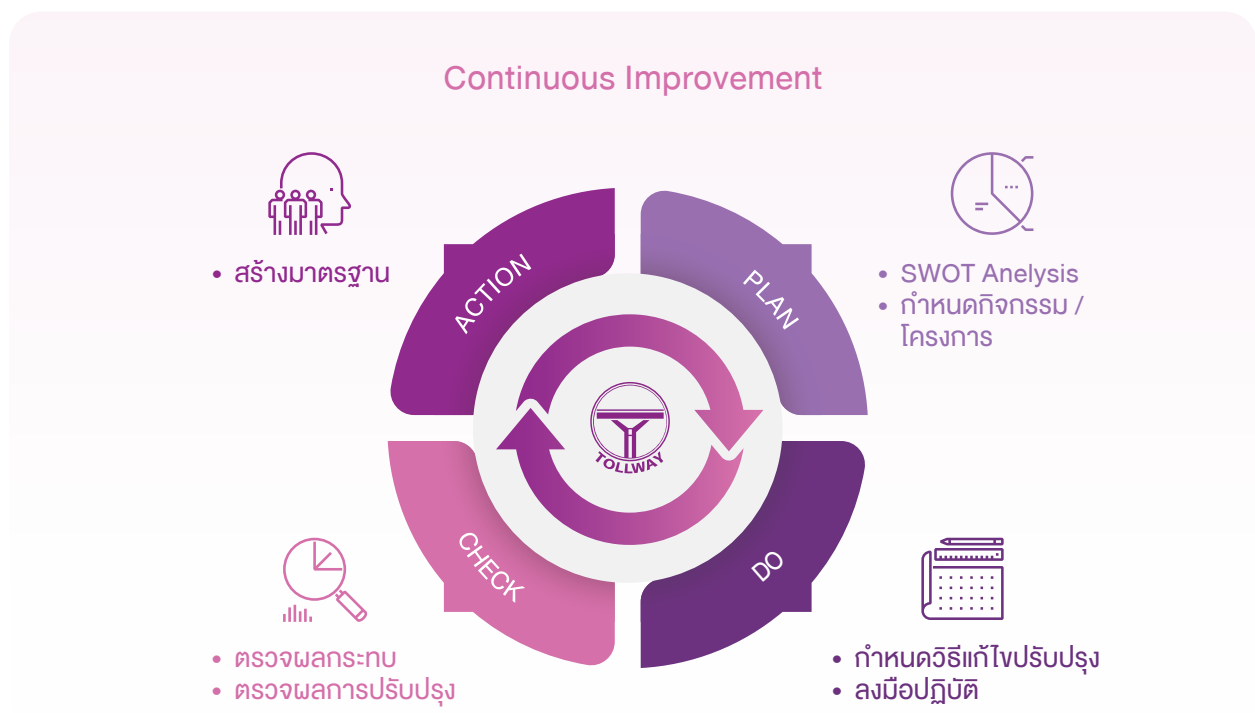 Continuous Improvement
ACTION
• สร้างมาตรฐาน
PLAN
• SWOT Anelysis
• กำหนดกิจกรรม /
โครงการ
TOLLWAY
CHECK
• ตรวจผลกระทบ
• ตรวจผลการปรับปรุง
DO
• กำหนดวิธีแก้ไขปรับปรุง
• ลงมือปฏิบัติ